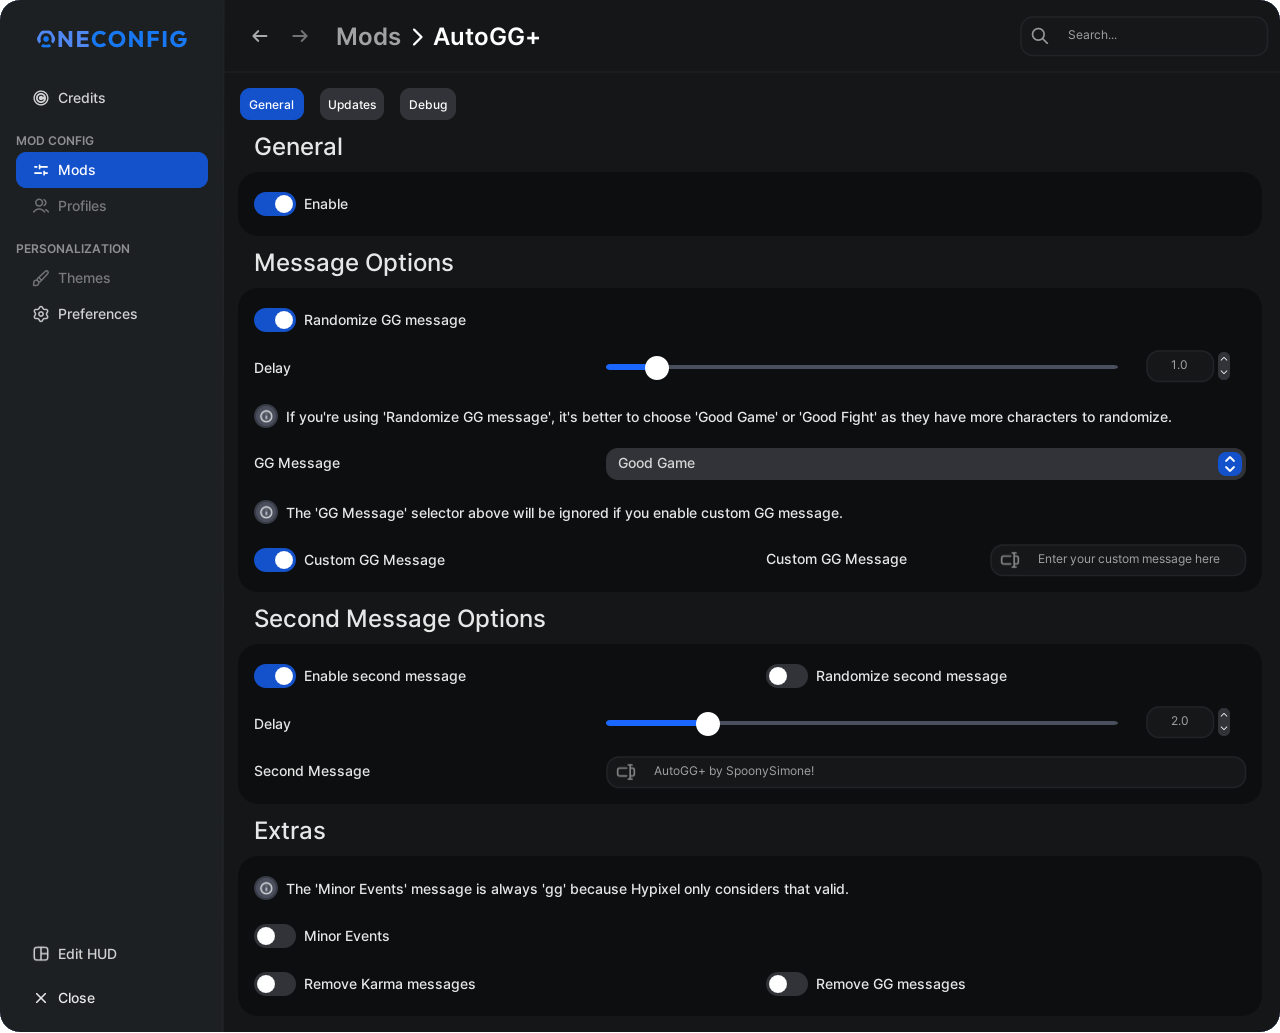 ONECONFIG
Credits
MOD CONFIG
Mods
Profiles
PERSONALIZATION
Themes
Preferences
Edit HUD
Close
Mods > AutoGG+
Search...
General Updates Debug
General
Enable
Message Options
Randomize GG message
Delay 1.0
If you're using 'Randomize GG message', it's better to choose 'Good Game' or 'Good Fight' as they have more characters to randomize.
GG Message Good Game
The 'GG Message' selector above will be ignored if you enable custom GG message.
Custom GG Message Custom GG Message Enter your custom message here
Second Message Options
Enable second message Randomize second message
Delay 2.0
Second Message AutoGG+ by SpoonySimone!
Extras
The 'Minor Events' message is always 'gg' because Hypixel only considers that valid.
Minor Events
Remove Karma messages Remove GG messages